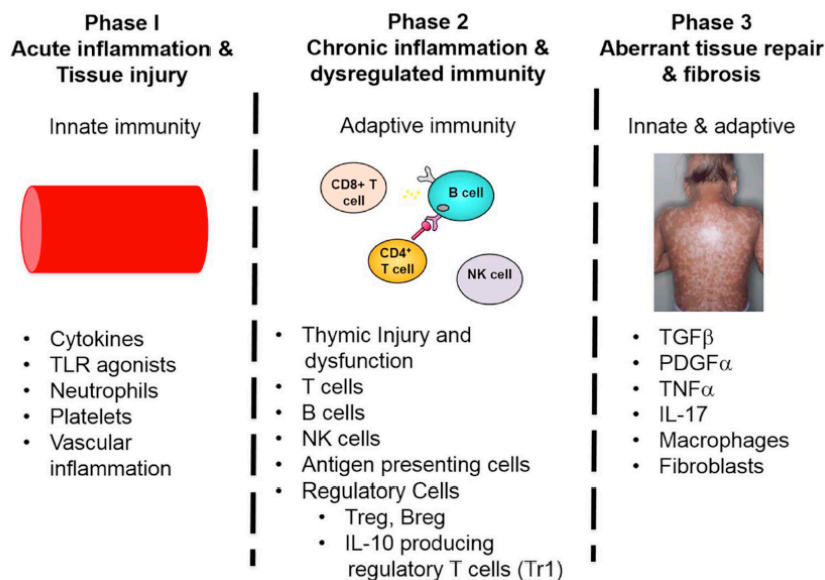 Phase I
Acute inflammation &
Tissue injury
Innate immunity
• Cytokines
• TLR agonists
• Neutrophils
• Platelets
• Vascular
inflammation
Phase 2
Chronic inflammation &
dysregulated immunity
Adaptive immunity
CD8+ T
cell
B cell
CD4⁺
T cell
NK cell
• Thymic Injury and
dysfunction
• T cells
• B cells
• NK cells
• Antigen presenting cells
• Regulatory Cells
• Treg, Breg
• IL-10 producing
regulatory T cells (Tr1)
Phase 3
Aberrant tissue repair
& fibrosis
Innate & adaptive
• TGFβ
• PDGFα
• TNFα
• IL-17
• Macrophages
• Fibroblasts